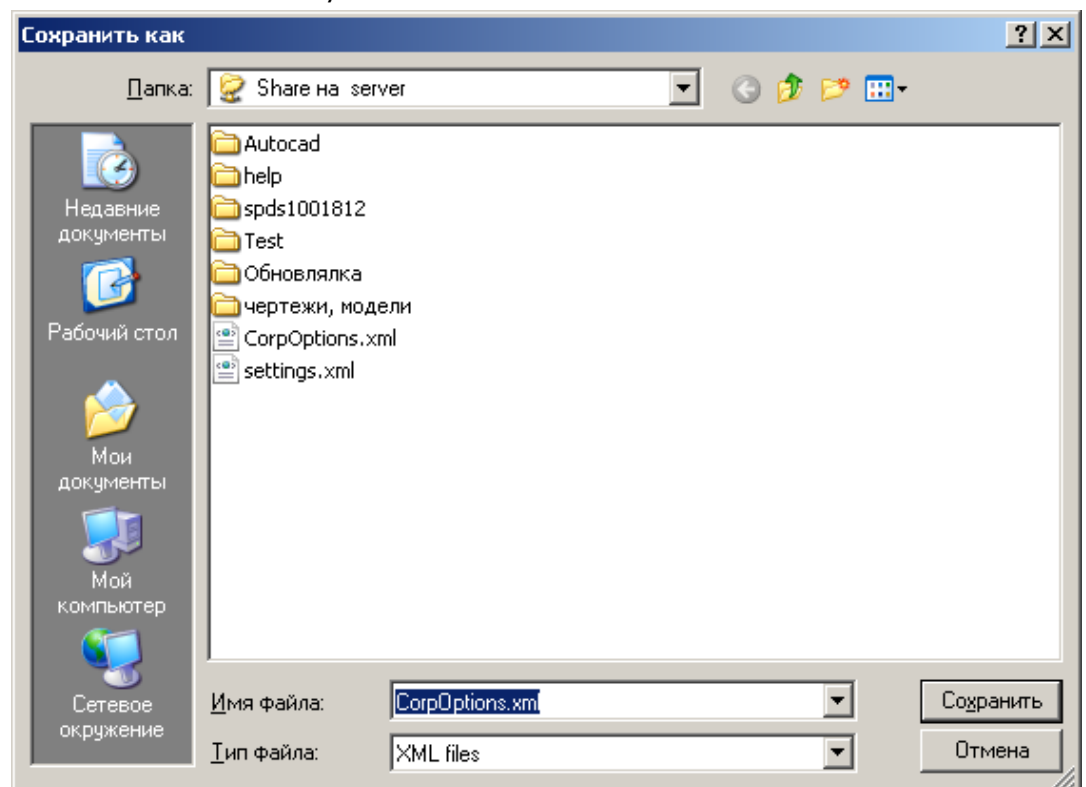 Сохранить как
Папка: Share на server
Autocad
help
spds1001812
Test
Обновлялка
чертежи, модели
CorpOptions.xml
settings.xml
Недавние
документы
Рабочий стол
Мои
документы
Мой
компьютер
Сетевое
окружение
Имя файла: CorpOptions.xml Сохранить
Тип файла: XML files Отмена